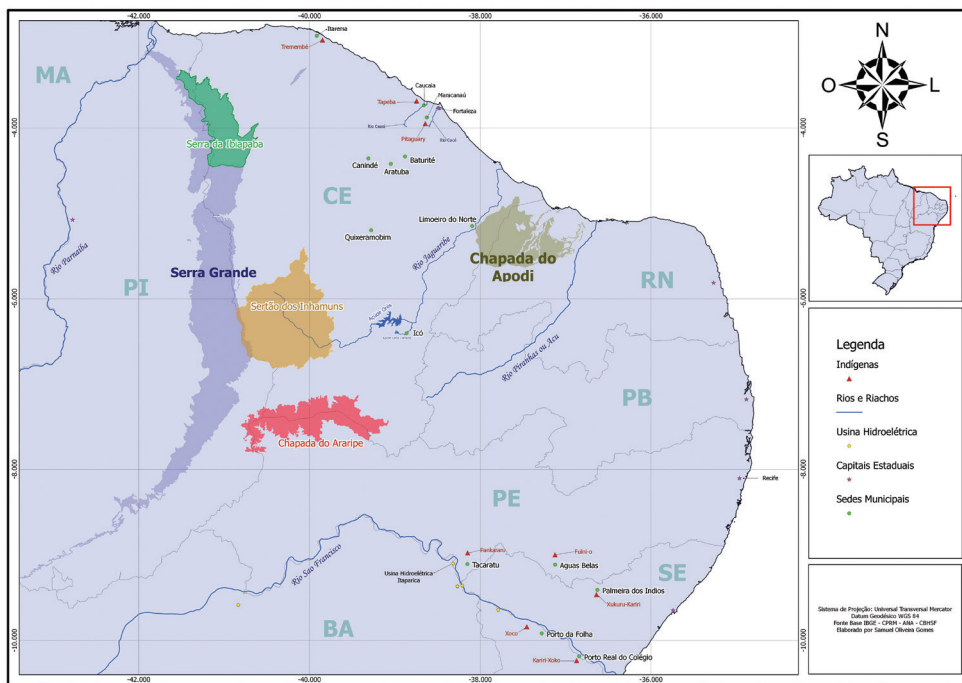 -42.000
-40.000
-38.000
-36.000
Itarema
Tremembé
MA
Caucaia
Maracanaú
Tapeba
Fortaleza
-4.000
-4.000
Pitaguary
Rio Cocó
Serra da Ibiapaba
Canindé
Baturité
Aratuba
CE
Limoeiro do Norte
Quixeramobim
Rio Jaguaribe
Chapada do
Apodi
Rio Parnaíba
Serra Grande
PI
RN
-6.000
-6.000
Sertão dos Inhamuns
Açude Orós
Icó
Rio Piranhas ou Açu
PB
Chapada do Araripe
-8.000
-8.000
Recife
PE
Rio Sao Francisco
Pankararu
Fulni-o
Tacaratu
Aguas Belas
Usina Hidroelétrica
Itaparica
SE
Palmeira dos Indios
Xukuru-Kariri
BA
Xoco
Porto da Folha
Porto Real do Colégio
Kariri-Xoko
-10.000
-10.000
-42.000
-40.000
-38.000
-36.000
N
O
L
S
Legenda
Indígenas
Rios e Riachos
Usina Hidroelétrica
Capitais Estaduais
Sedes Municipais
Sistema de Projeção: Universal Transversal Mercator
Datum Geodésico WGS 84
Fonte Base IBGE - CPRM - ANA - CBHSF
Elaborado por Samuel Oliveira Gomes